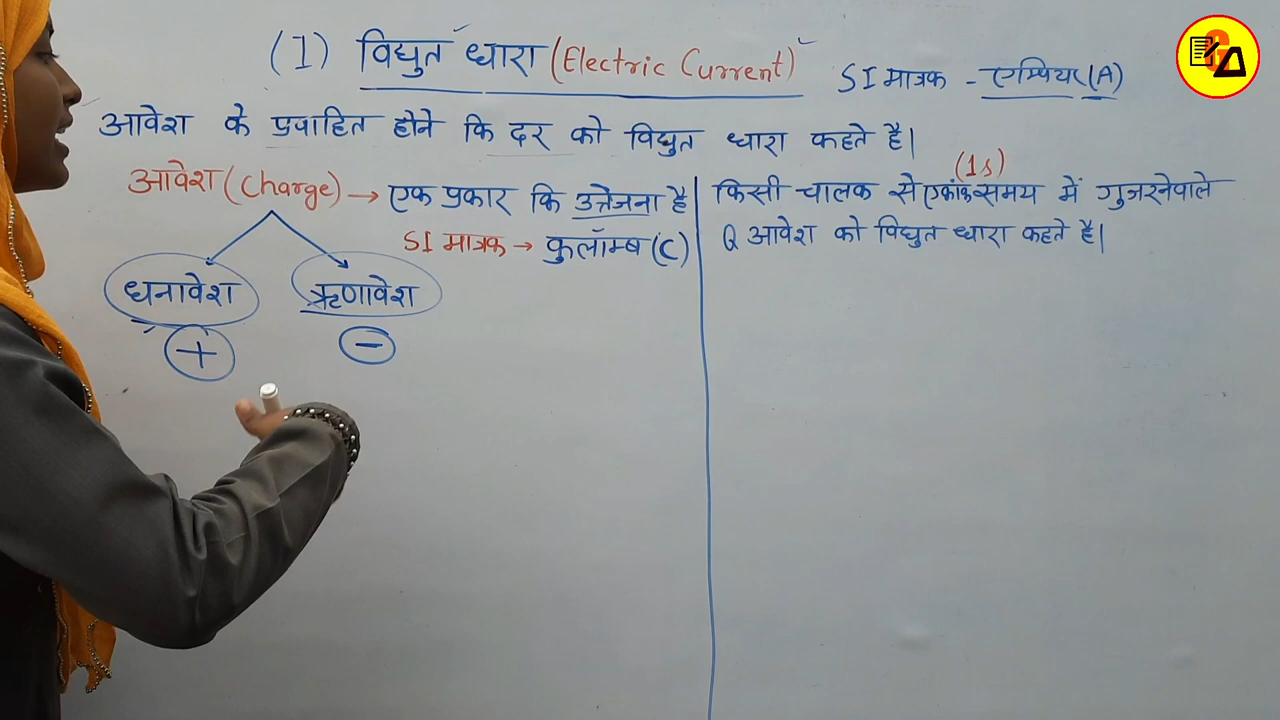 (I) विद्युत धारा (Electric Current)
SI मात्रक - एम्पियर (A)
आवेश के प्रवाहित होने कि दर को विद्युत धारा कहते है।
आवेश (Charge) → एक प्रकार कि उत्तेजना है
SI मात्रक → कुलॉम्ब (C)
धनावेश
ऋणावेश
+
-
(1s)
किसी चालक से एकांक समय में गुजरनेवाले
Q आवेश को विद्युत धारा कहते है।